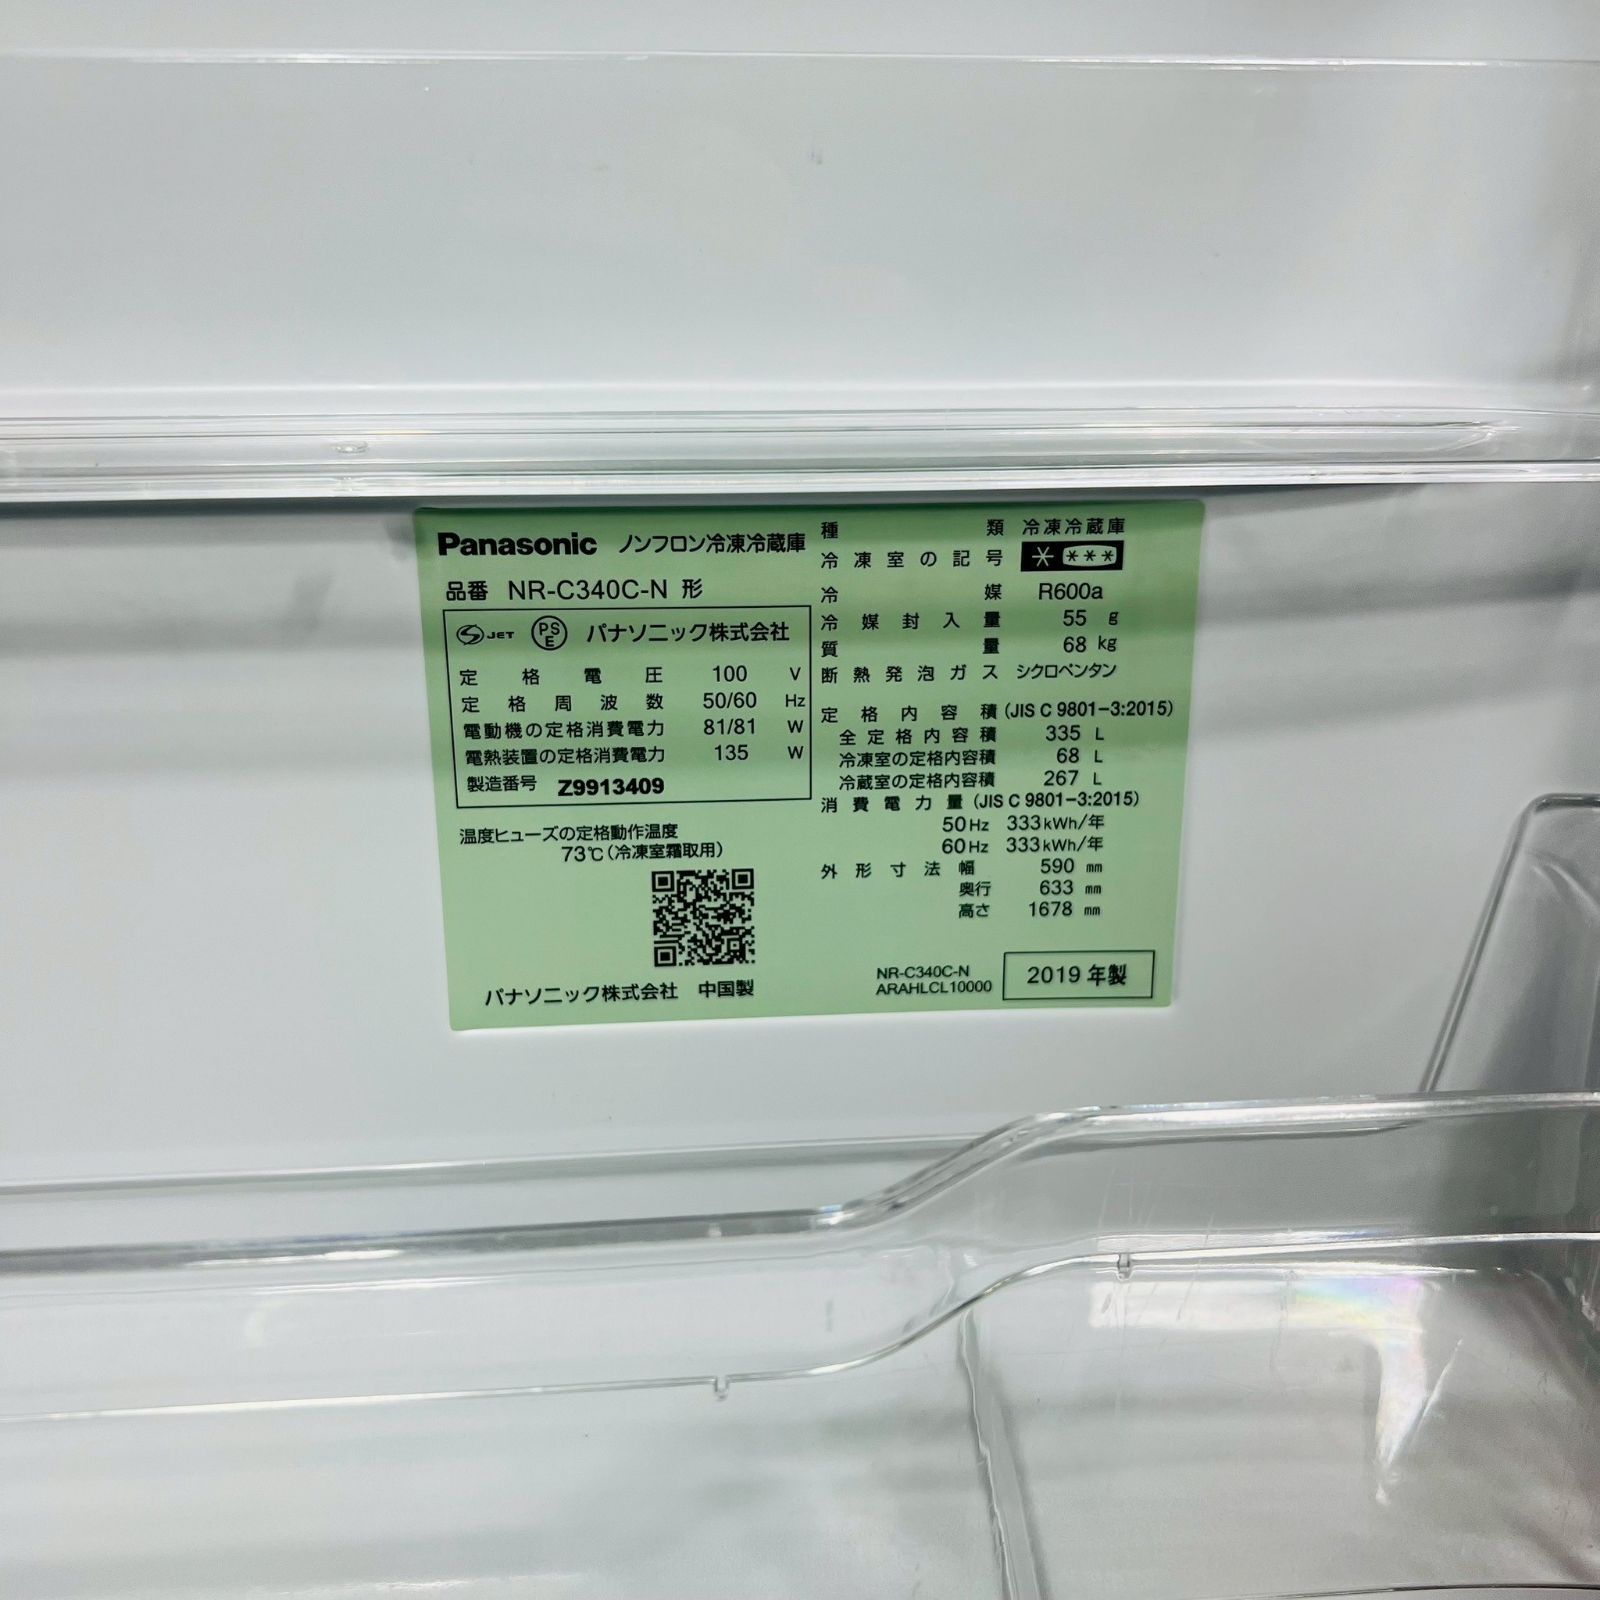 Panasonic ノンフロン冷凍冷蔵庫
品番 NR-C340C-N 形
S JET PSE パナソニック株式会社
定格電圧 100 V
定格周波数 50/60 Hz
電動機の定格消費電力 81/81 W
電熱装置の定格消費電力 135 W
製造番号 Z9913409
温度ヒューズの定格動作温度
73℃(冷凍室霜取用)
パナソニック株式会社 中国製
種類 冷凍冷蔵庫
冷凍室の記号 * ***
冷媒 R600a
冷媒封入量 55 g
質量 68 kg
断熱発泡ガス シクロペンタン
定格内容積 (JIS C 9801-3:2015)
全定格内容積 335 L
冷凍室の定格内容積 68 L
冷蔵室の定格内容積 267 L
消費電力量 (JIS C 9801-3:2015)
50Hz 333kWh/年
60Hz 333kWh/年
外形寸法 幅 590 mm
奥行 633 mm
高さ 1678 mm
NR-C340C-N
ARAHLCL10000
2019年製